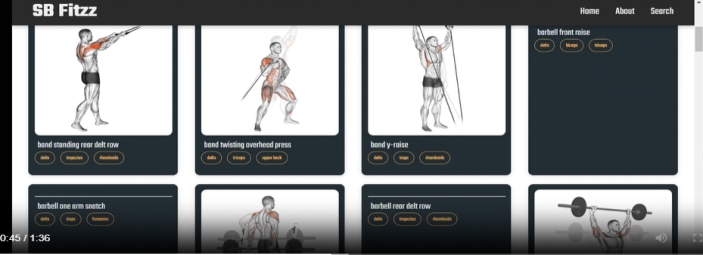 SB Fitzz
Home About Search
barbell front raise
delts biceps triceps
band standing rear delt row
delts trapezius rhomboids
band twisting overhead press
delts triceps upper back
band y-raise
delts traps rhomboids
barbell one arm snatch
delts traps forearms
barbell rear delt row
delts trapezius rhomboids
0:45 / 1:36